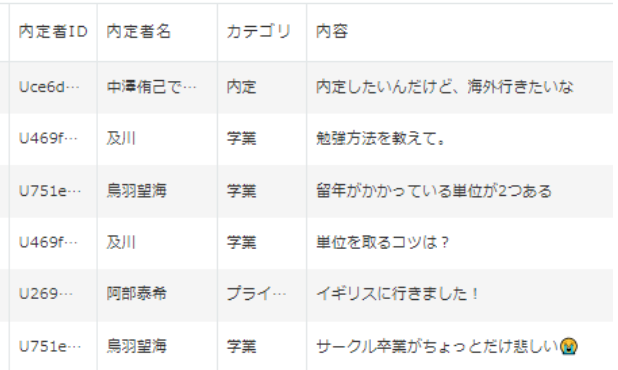 内定者ID 内定者名 カテゴリ 内容
Uce6d… 中澤侑己で… 内定 内定したいんだけど、海外行きたいな
U469f… 及川 学業 勉強方法を教えて。
U751e… 鳥羽望海 学業 留年がかかっている単位が2つある
U469f… 及川 学業 単位を取るコツは？
U269… 阿部泰希 プライ… イギリスに行きました！
U751e… 鳥羽望海 学業 サークル卒業がちょっとだけ悲しい😭